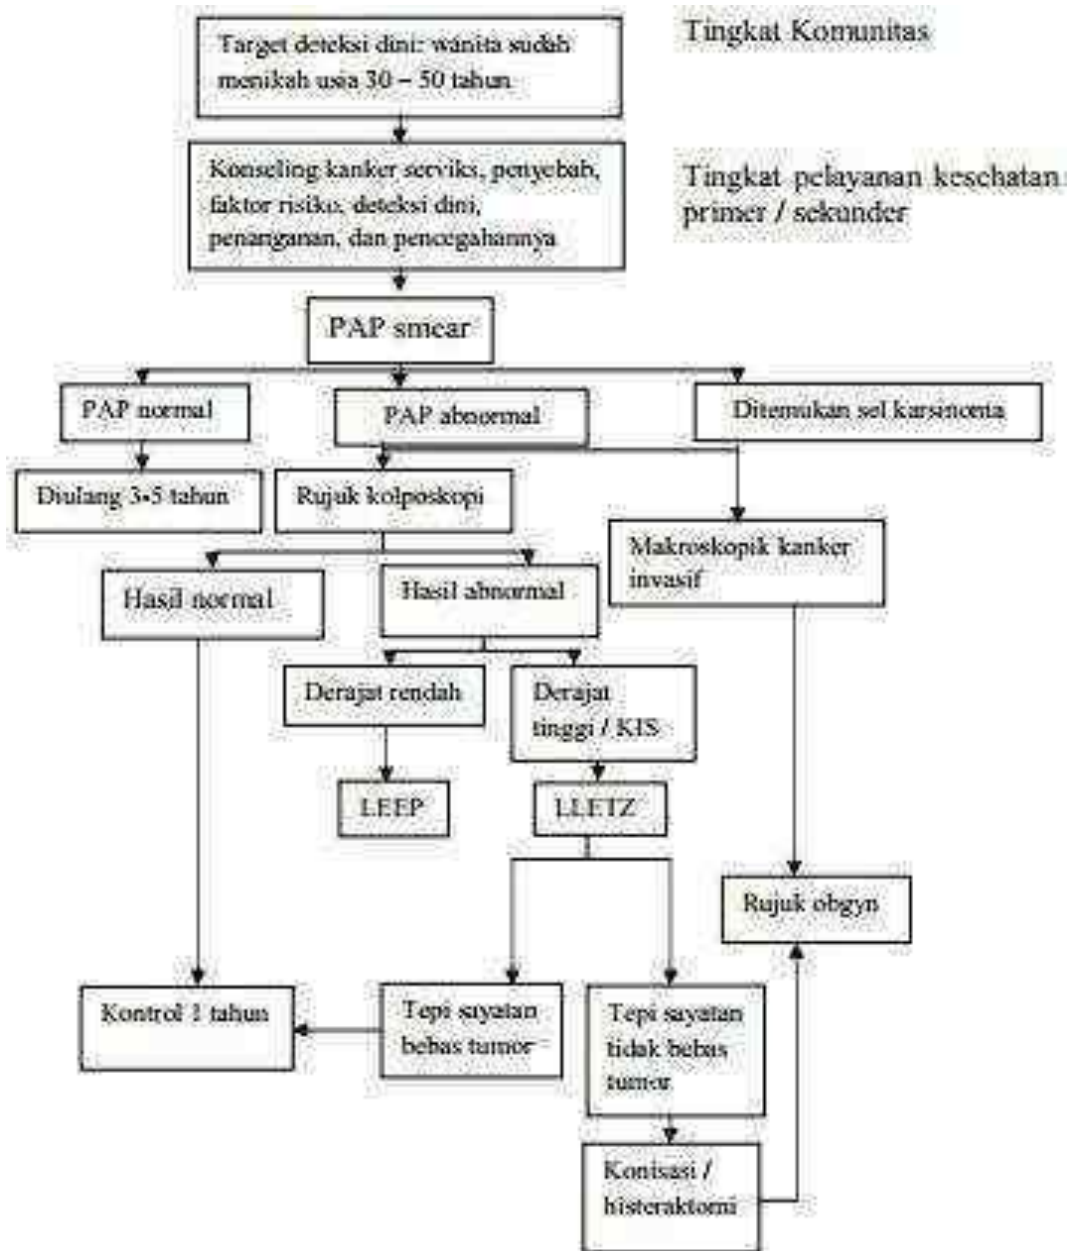 Target deteksi dini: wanita sudah
menikah usia 30 – 50 tahun
Tingkat Komunitas
Konseling kanker serviks, penyebab,
faktor risiko, deteksi dini,
penanganan, dan pencegahannya
Tingkat pelayanan kesehatan
primer / sekunder
PAP smear
PAP normal
PAP abnormal
Ditemukan sel karsinoma
Diulang 3-5 tahun
Rujuk kolposkopi
Makroskopik kanker
invasif
Hasil normal
Hasil abnormal
Derajat rendah
Derajat
tinggi / KIS
LEEP
LLETZ
Rujuk obgyn
Kontrol 1 tahun
Tepi sayatan
bebas tumor
Tepi sayatan
tidak bebas
tumor
Konisasi /
histeraktomi